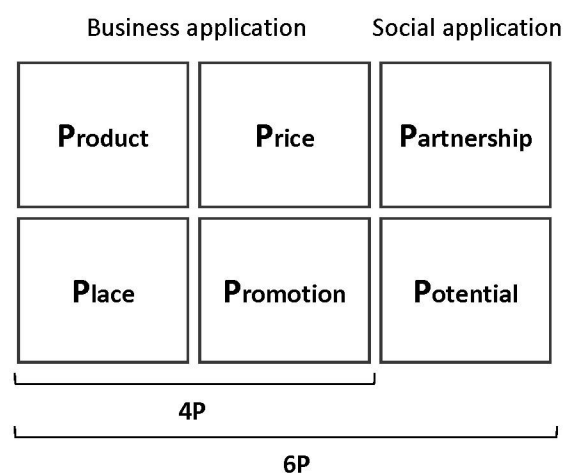 Business application Social application
Product Price Partnership
Place Promotion Potential
4P
6P